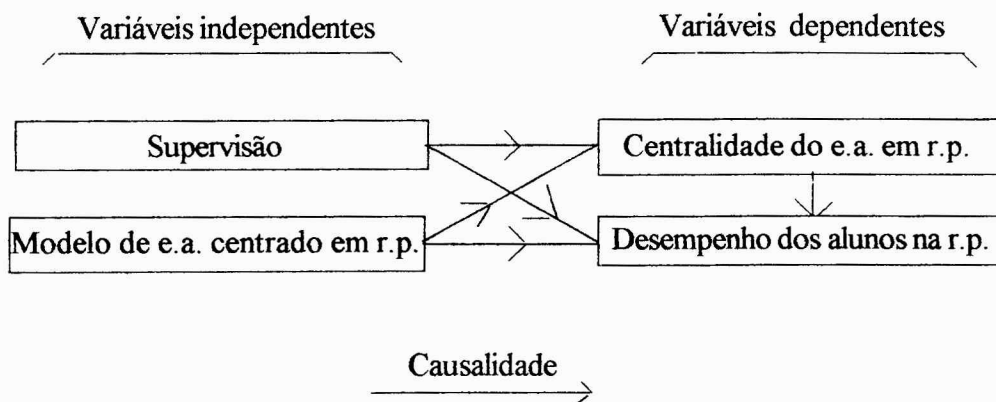 Variáveis independentes
Variáveis dependentes
Supervisão
Centralidade do e.a. em r.p.
Modelo de e.a. centrado em r.p.
Desempenho dos alunos na r.p.
Causalidade